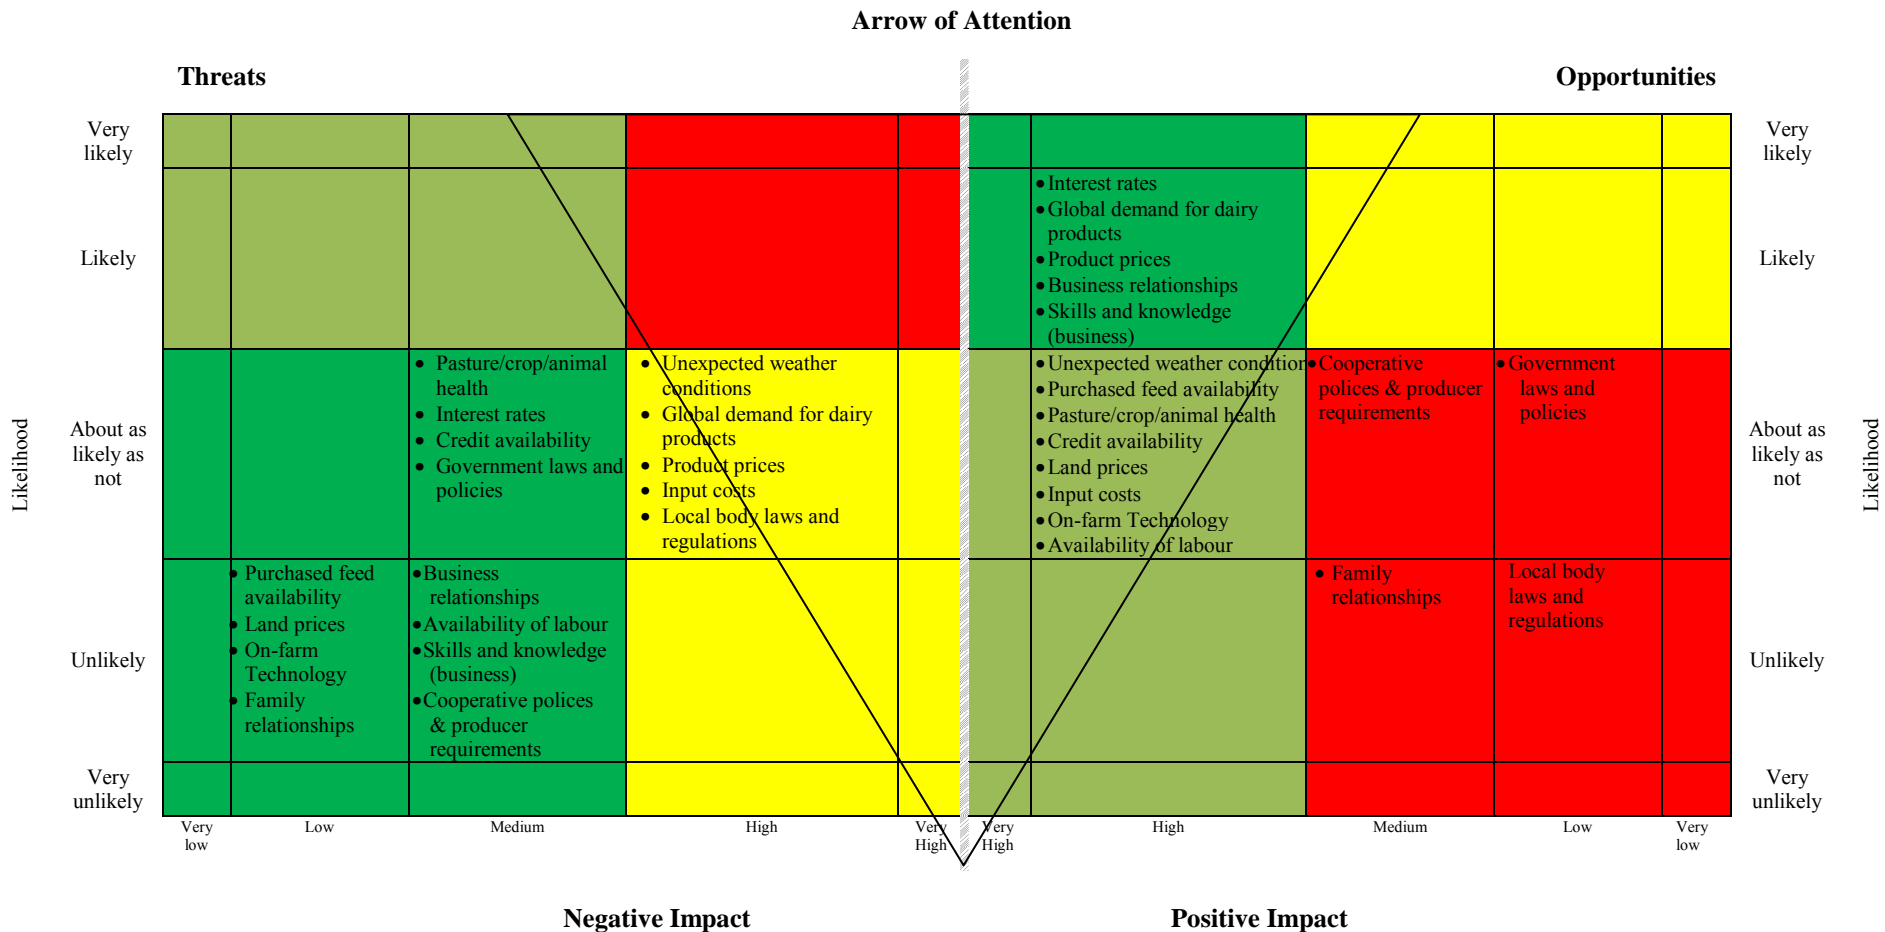 Arrow of Attention
Threats
Opportunities
Very
likely
Very
likely
Likely
• Interest rates
• Global demand for dairy
products
• Product prices
• Business relationships
• Skills and knowledge
(business)
Likely
Likelihood
About as
likely as
not
• Pasture/crop/animal
health
• Interest rates
• Credit availability
• Government laws and
policies
• Unexpected weather
conditions
• Global demand for dairy
products
• Product prices
• Input costs
• Local body laws and
regulations
• Unexpected weather condition
• Purchased feed availability
• Pasture/crop/animal health
• Credit availability
• Land prices
• Input costs
• On-farm Technology
• Availability of labour
• Cooperative
polices & producer
requirements
• Government
laws and
policies
About as
likely as
not
Likelihood
Unlikely
• Purchased feed
availability
• Land prices
• On-farm
Technology
• Family
relationships
• Business
relationships
• Availability of labour
• Skills and knowledge
(business)
• Cooperative polices
& producer
requirements
• Family
relationships
Local body
laws and
regulations
Unlikely
Very
unlikely
Very
unlikely
Very
low
Low
Medium
High
Very
High
Very
High
High
Medium
Low
Very
low
Negative Impact
Positive Impact